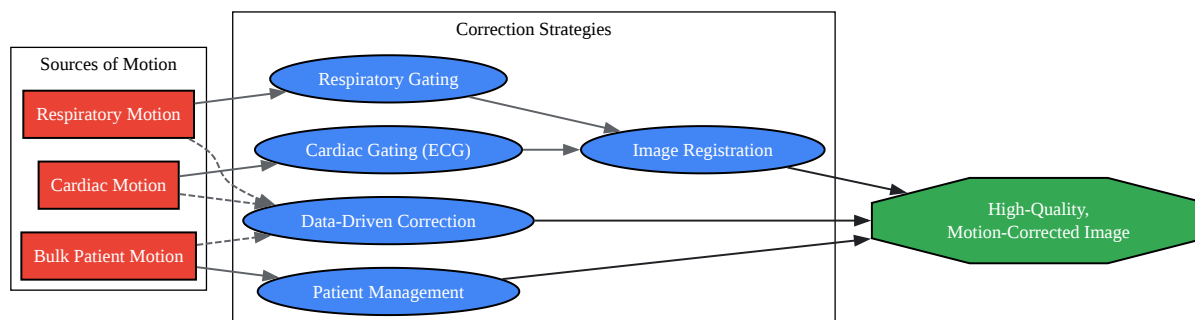 Sources of Motion
Respiratory Motion
Cardiac Motion
Bulk Patient Motion
Correction Strategies
Respiratory Gating
Cardiac Gating (ECG)
Image Registration
Data-Driven Correction
Patient Management
High-Quality,
Motion-Corrected Image